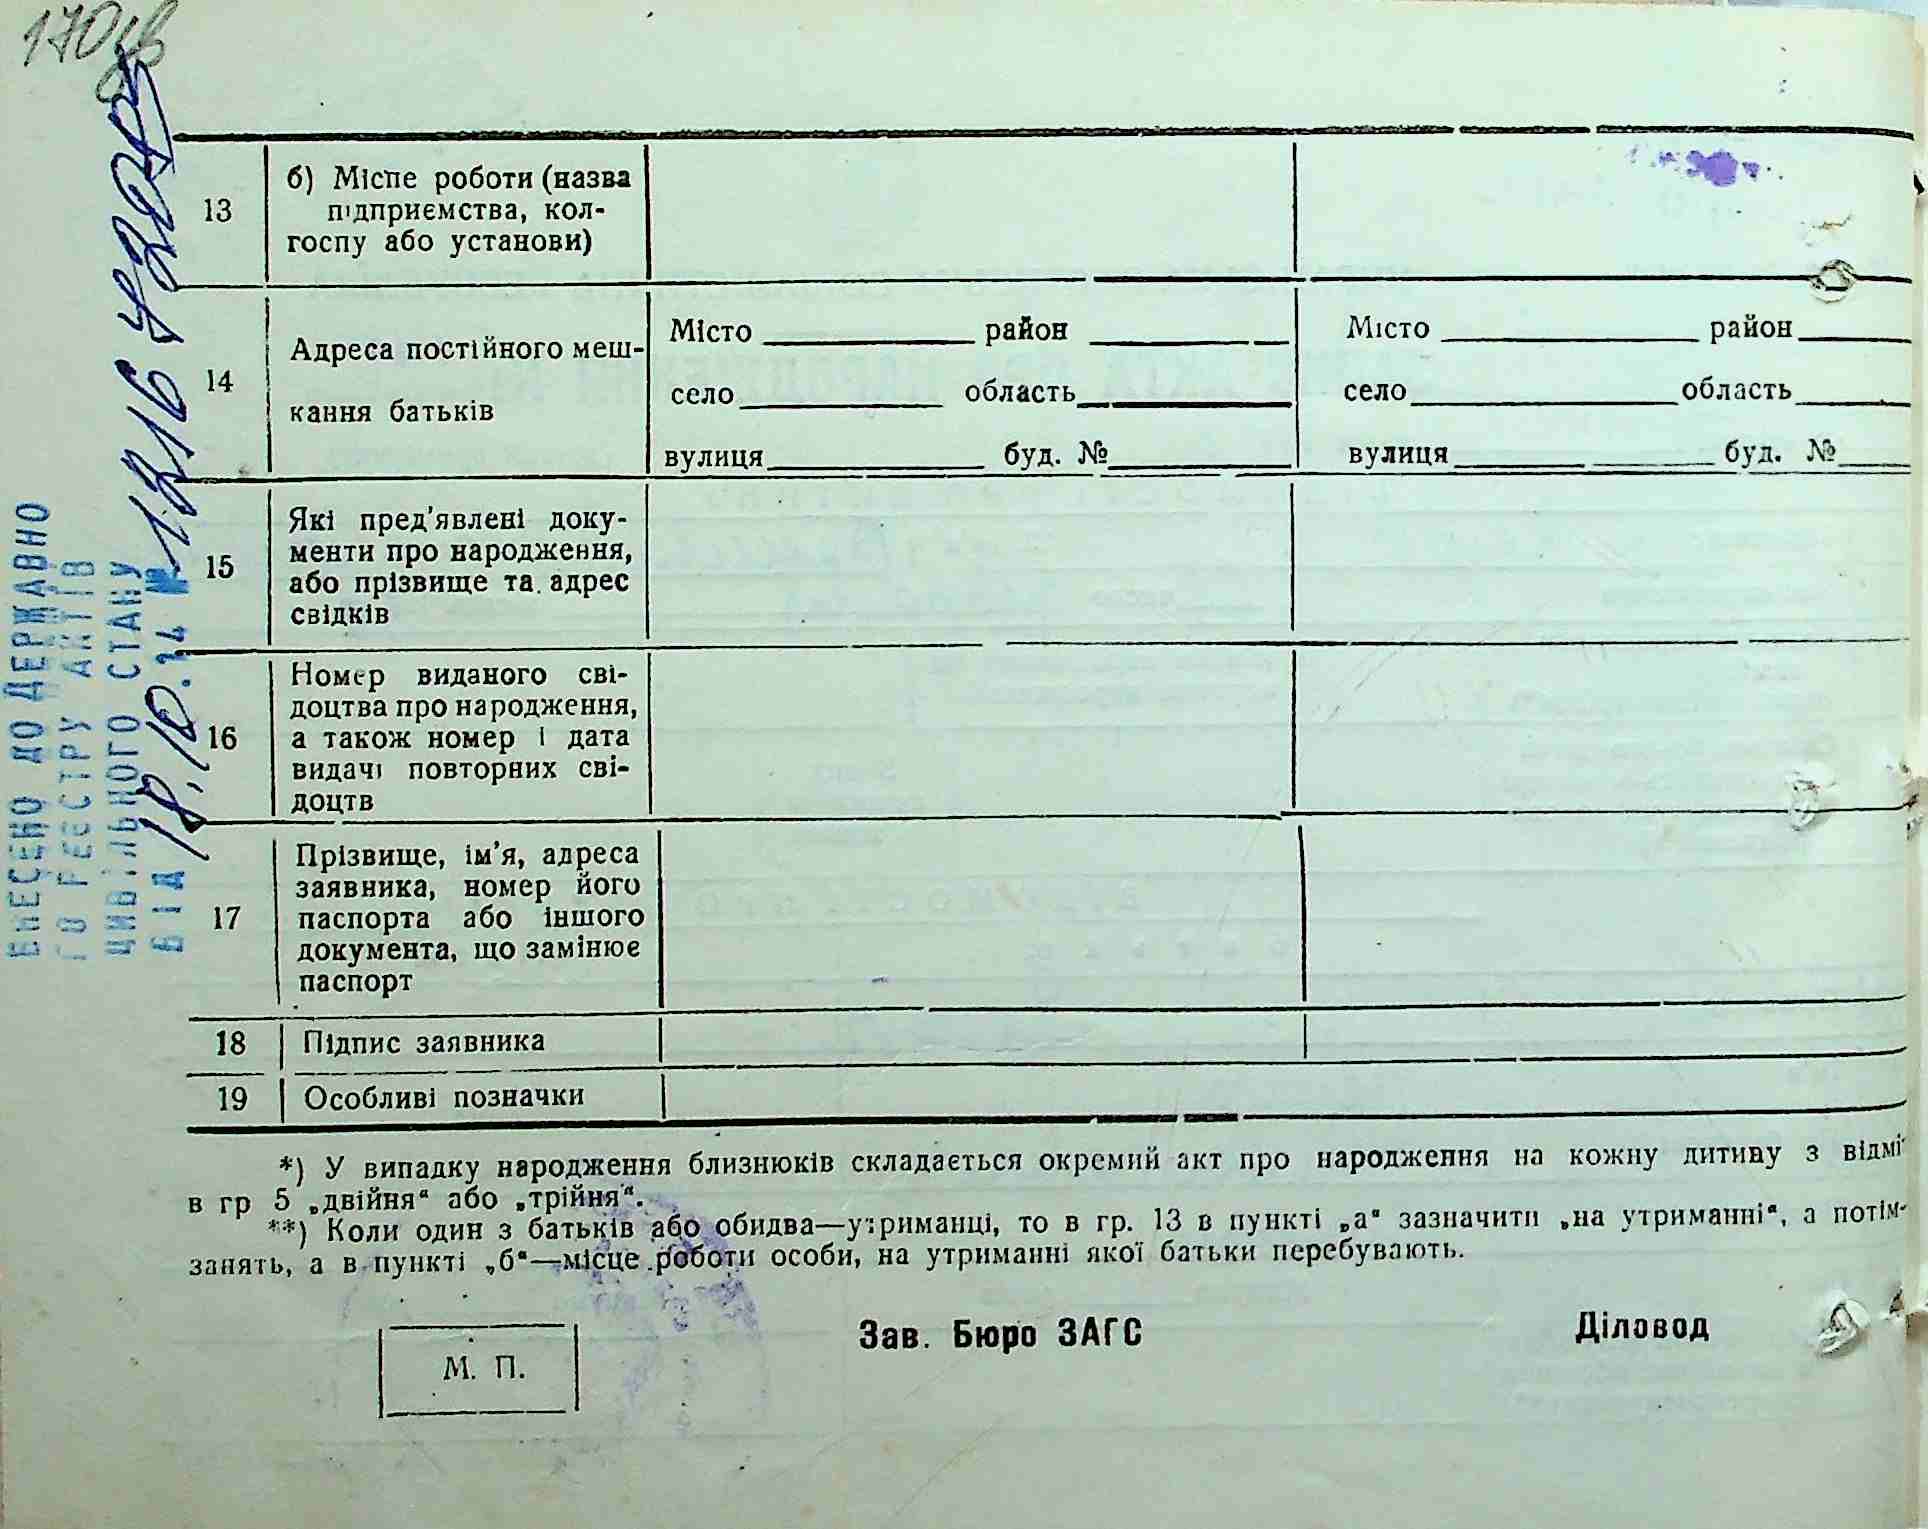 170зв
ВНЕСЕНО ДО ДЕРЖАВНО
ГО РЕЄСТРУ АКТІВ
ЦИВІЛЬНОГО СТАНУ
ВІД 18.10.14 №
13 б) Місце роботи (назва
підприємства, кол-
госпу або установи)
14 Адреса постійного меш-
кання батьків
Місто район
село область
вулиця буд. №
Місто район
село область
вулиця буд. №
15 Які пред'явлені доку-
менти про народження,
або прізвище та адрес
свідків
16 Номер виданого сві-
доцтва про народження,
а також номер і дата
видачі повторних сві-
доцтв
17 Прізвище, ім'я, адреса
заявника, номер його
паспорта або іншого
документа, що замінює
паспорт
18 Підпис заявника
19 Особливі позначки
*) У випадку народження близнюків складається окремий акт про народження на кожну дитину з відмі
в гр 5 „двійня“ або „трійня“.
**) Коли один з батьків або обидва—утриманці, то в гр. 13 в пункті „а“ зазначити „на утриманні“, а потім-
занять, а в пункті „б“—місце роботи особи, на утриманні якої батьки перебувають.
М. П.
Зав. Бюро ЗАГС
Діловод